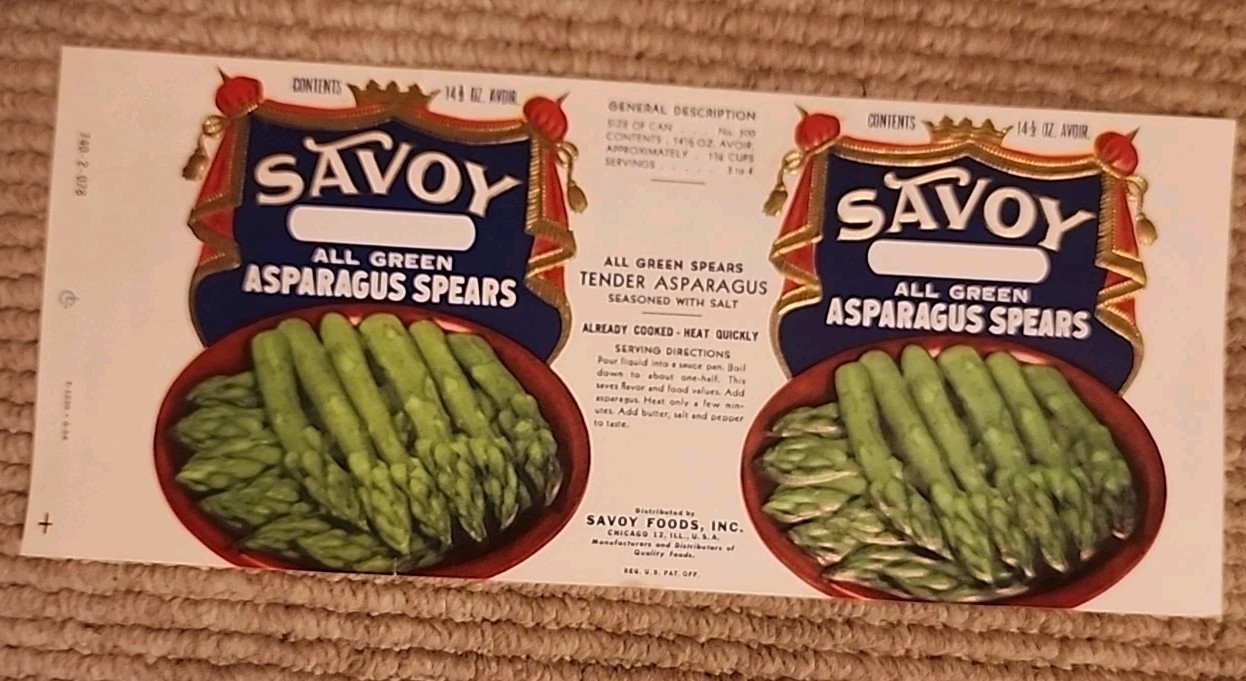 CONTENTS 14½ OZ. AVOIR.
SAVOY
ALL GREEN
ASPARAGUS SPEARS
GENERAL DESCRIPTION
SIZE OF CAN . . . . . No. 300
CONTENTS . 14½ OZ. AVOIR.
APPROXIMATELY . 1¾ CUPS
SERVINGS . . . . . . 3 to 4
ALL GREEN SPEARS
TENDER ASPARAGUS
SEASONED WITH SALT
ALREADY COOKED - HEAT QUICKLY
SERVING DIRECTIONS
Pour liquid into a sauce pan. Boil
down to about one-half. This
saves flavor and food values. Add
asparagus. Heat only a few min-
utes. Add butter, salt and pepper
to taste.
Distributed by
SAVOY FOODS, INC.
CHICAGO 12, ILL., U.S.A.
Manufacturers and Distributors of
Quality Foods.
REG. U.S. PAT. OFF.
CONTENTS 14½ OZ. AVOIR.
SAVOY
ALL GREEN
ASPARAGUS SPEARS